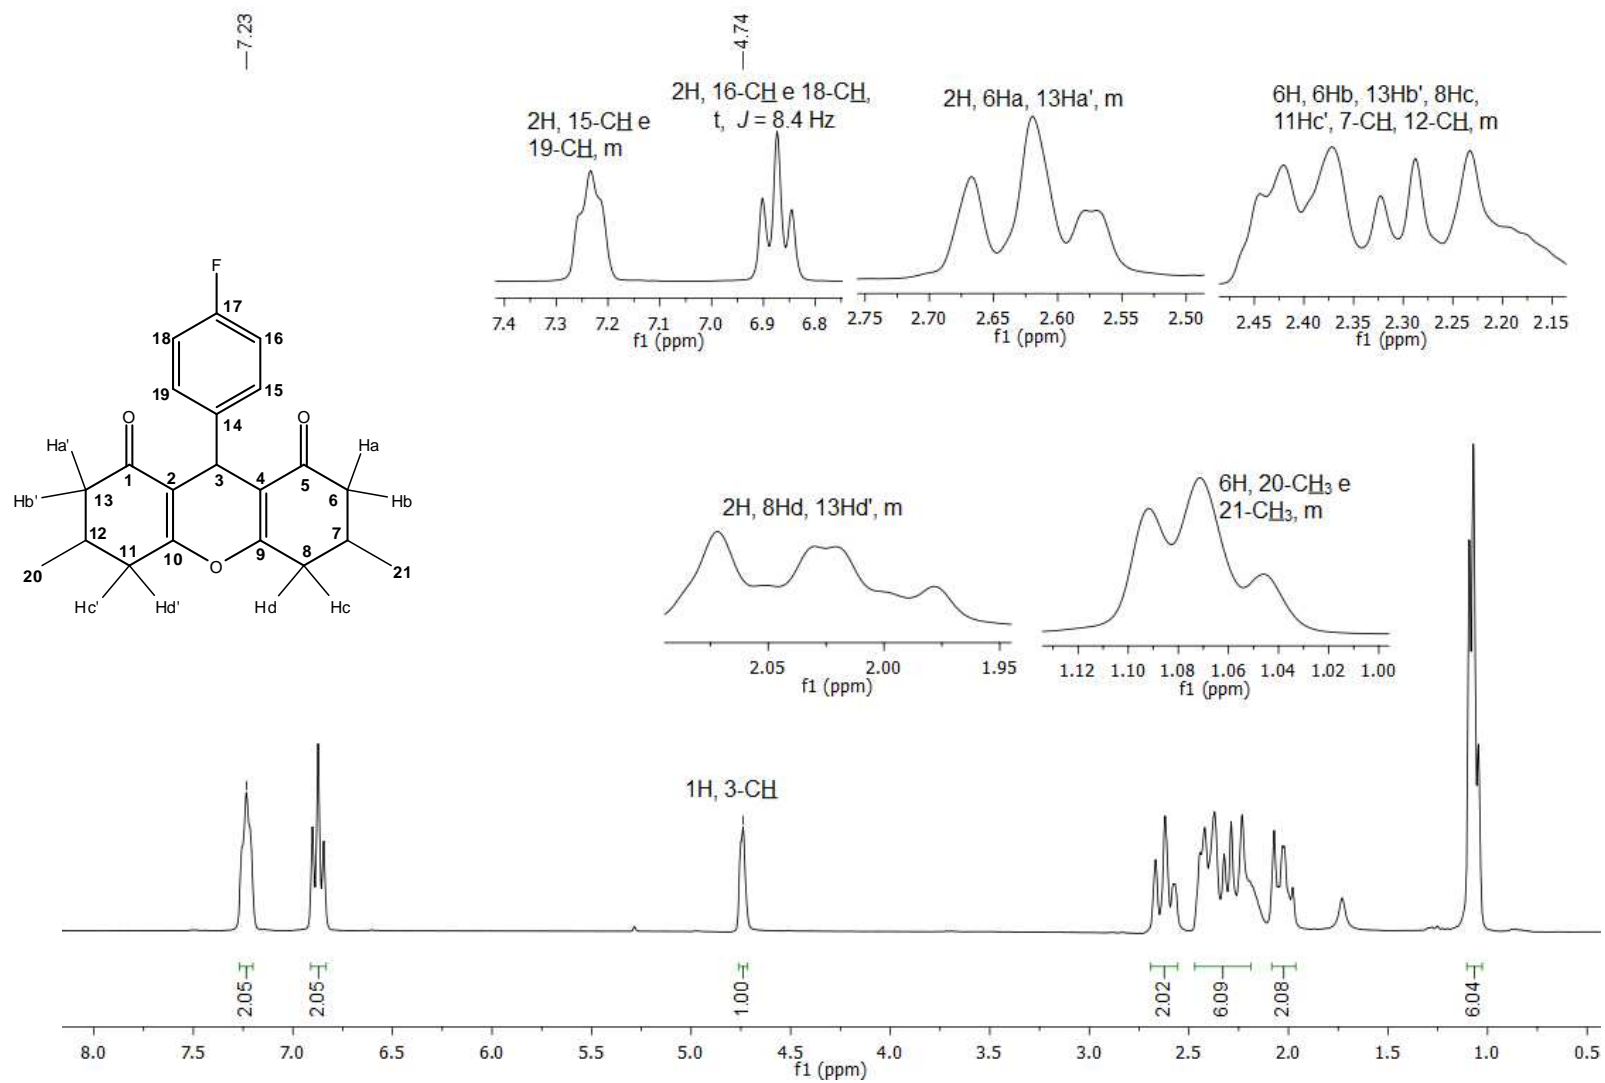 —7.23
—4.74
2H, 15-CH e
19-CH, m
2H, 16-CH e 18-CH,
t, J = 8.4 Hz
2H, 6Ha, 13Ha', m
6H, 6Hb, 13Hb', 8Hc,
11Hc', 7-CH, 12-CH, m
7.4 7.3 7.2 7.1 7.0 6.9 6.8
f1 (ppm)
2.75 2.70 2.65 2.60 2.55 2.50
f1 (ppm)
2.45 2.40 2.35 2.30 2.25 2.20 2.15
f1 (ppm)
F
17
18 16
19 15
14
O O
Ha' Ha
1 2 3 4 5
Hb' 13 6 Hb
12 7
11 10 O 9 8
20 21
Hc' Hd' Hd Hc
2H, 8Hd, 13Hd', m
6H, 20-CH₃ e
21-CH₃, m
2.05 2.00 1.95
f1 (ppm)
1.12 1.10 1.08 1.06 1.04 1.02 1.00
f1 (ppm)
1H, 3-CH
2.05 2.05 1.00 2.02 6.09 2.08 6.04
8.0 7.5 7.0 6.5 6.0 5.5 5.0 4.5 4.0 3.5 3.0 2.5 2.0 1.5 1.0 0.5
f1 (ppm)